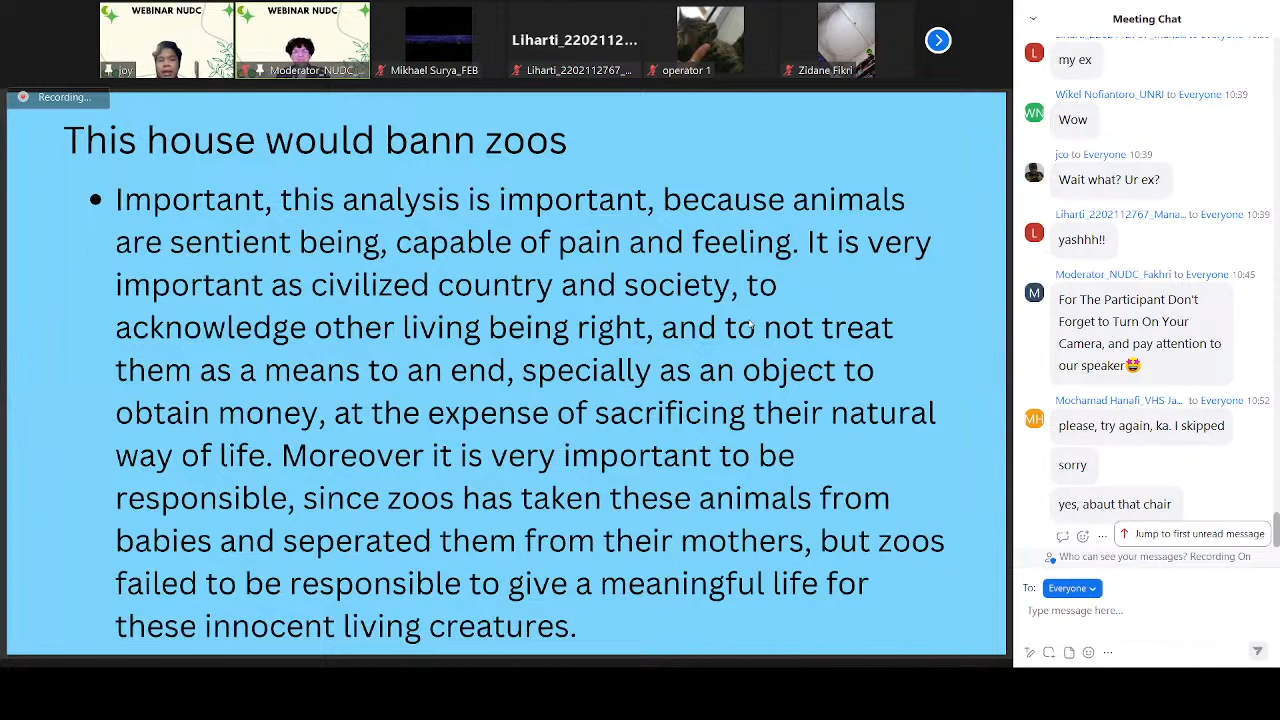 WEBINAR NUDC
WEBINAR NUDC
Liharti_2202112...
joy
Moderator_NUDC_
Mikhael Surya_FEB
Liharti_2202112767_...
operator 1
Zidane Fikri
Recording...
This house would bann zoos
• Important, this analysis is important, because animals
are sentient being, capable of pain and feeling. It is very
important as civilized country and society, to
acknowledge other living being right, and to not treat
them as a means to an end, specially as an object to
obtain money, at the expense of sacrificing their natural
way of life. Moreover it is very important to be
responsible, since zoos has taken these animals from
babies and seperated them from their mothers, but zoos
failed to be responsible to give a meaningful life for
these innocent living creatures.
Meeting Chat
L
my ex
Wikel Nofiantoro_UNRI to Everyone 10:39
WN
Wow
jco to Everyone 10:39
Wait what? Ur ex?
Liharti_2202112767_Mana... to Everyone 10:39
L
yashhh!!
Moderator_NUDC_Fakhri to Everyone 10:45
M
For The Participant Don't
Forget to Turn On Your
Camera, and pay attention to
our speaker🤩
Mochamad Hanafi_VHS Ja... to Everyone 10:52
MH
please, try again, ka. I skipped
sorry
yes, abaut that chair
Jump to first unread message
Who can see your messages? Recording On
To: Everyone
Type message here...